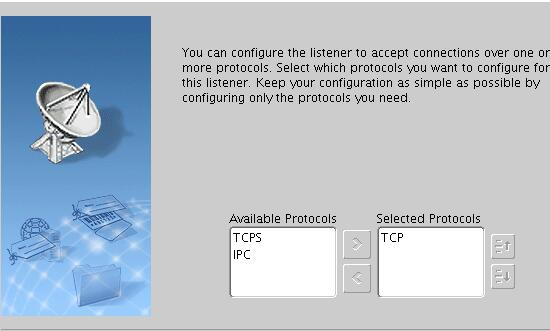 You can configure the listener to accept connections over one or
more protocols. Select which protocols you want to configure for
this listener. Keep your configuration as simple as possible by
configuring only the protocols you need.
Available Protocols
Selected Protocols
TCPS
TCP
IPC